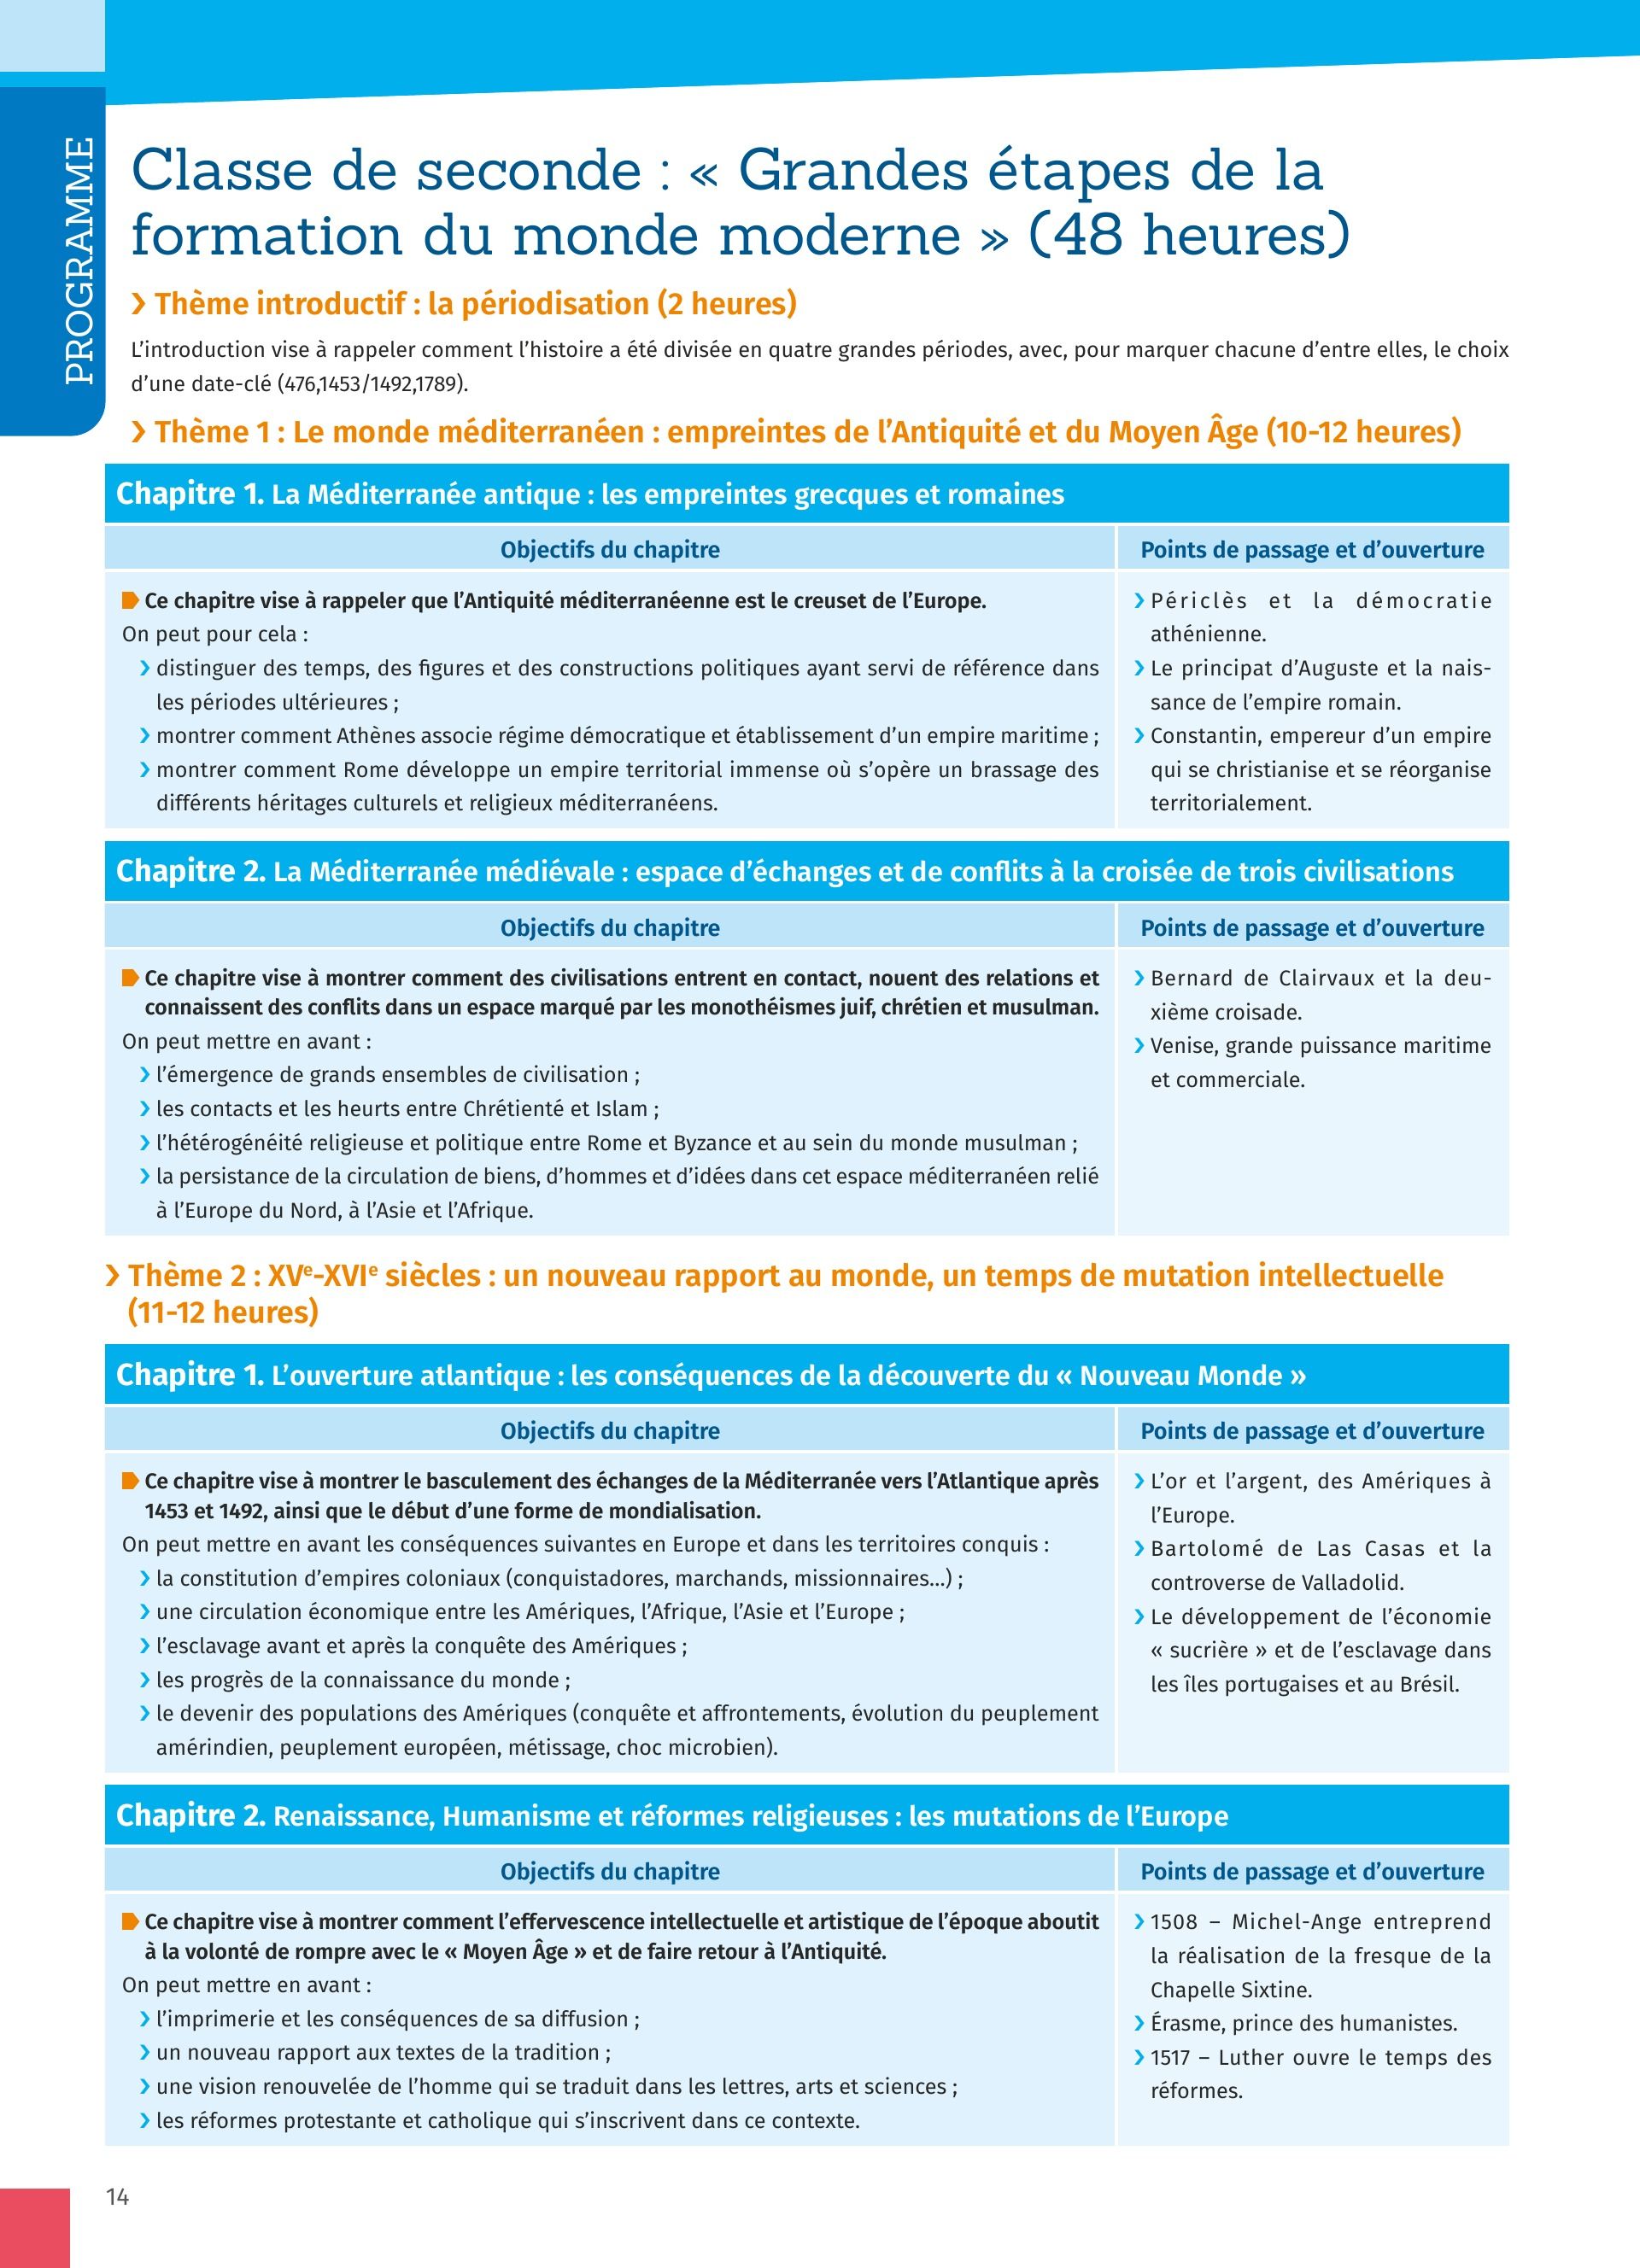 PROGRAMME
Classe de seconde : « Grandes étapes de la
formation du monde moderne » (48 heures)
❯ Thème introductif : la périodisation (2 heures)
L’introduction vise à rappeler comment l’histoire a été divisée en quatre grandes périodes, avec, pour marquer chacune d’entre elles, le choix
d’une date-clé (476,1453/1492,1789).
❯ Thème 1 : Le monde méditerranéen : empreintes de l’Antiquité et du Moyen Âge (10-12 heures)
Chapitre 1. La Méditerranée antique : les empreintes grecques et romaines
Objectifs du chapitre
Ce chapitre vise à rappeler que l’Antiquité méditerranéenne est le creuset de l’Europe.
On peut pour cela :
❯ distinguer des temps, des figures et des constructions politiques ayant servi de référence dans
les périodes ultérieures ;
❯ montrer comment Athènes associe régime démocratique et établissement d’un empire maritime ;
❯ montrer comment Rome développe un empire territorial immense où s’opère un brassage des
différents héritages culturels et religieux méditerranéens.
Points de passage et d’ouverture
❯ Périclès et la démocratie
athénienne.
❯ Le principat d’Auguste et la nais-
sance de l’empire romain.
❯ Constantin, empereur d’un empire
qui se christianise et se réorganise
territorialement.
Chapitre 2. La Méditerranée médiévale : espace d’échanges et de conflits à la croisée de trois civilisations
Objectifs du chapitre
Ce chapitre vise à montrer comment des civilisations entrent en contact, nouent des relations et
connaissent des conflits dans un espace marqué par les monothéismes juif, chrétien et musulman.
On peut mettre en avant :
❯ l’émergence de grands ensembles de civilisation ;
❯ les contacts et les heurts entre Chrétienté et Islam ;
❯ l’hétérogénéité religieuse et politique entre Rome et Byzance et au sein du monde musulman ;
❯ la persistance de la circulation de biens, d’hommes et d’idées dans cet espace méditerranéen relié
à l’Europe du Nord, à l’Asie et l’Afrique.
Points de passage et d’ouverture
❯ Bernard de Clairvaux et la deu-
xième croisade.
❯ Venise, grande puissance maritime
et commerciale.
❯ Thème 2 : XVe-XVIe siècles : un nouveau rapport au monde, un temps de mutation intellectuelle
(11-12 heures)
Chapitre 1. L’ouverture atlantique : les conséquences de la découverte du « Nouveau Monde »
Objectifs du chapitre
Ce chapitre vise à montrer le basculement des échanges de la Méditerranée vers l’Atlantique après
1453 et 1492, ainsi que le début d’une forme de mondialisation.
On peut mettre en avant les conséquences suivantes en Europe et dans les territoires conquis :
❯ la constitution d’empires coloniaux (conquistadores, marchands, missionnaires...) ;
❯ une circulation économique entre les Amériques, l’Afrique, l’Asie et l’Europe ;
❯ l’esclavage avant et après la conquête des Amériques ;
❯ les progrès de la connaissance du monde ;
❯ le devenir des populations des Amériques (conquête et affrontements, évolution du peuplement
amérindien, peuplement européen, métissage, choc microbien).
Points de passage et d’ouverture
❯ L’or et l’argent, des Amériques à
l’Europe.
❯ Bartolomé de Las Casas et la
controverse de Valladolid.
❯ Le développement de l’économie
« sucrière » et de l’esclavage dans
les îles portugaises et au Brésil.
Chapitre 2. Renaissance, Humanisme et réformes religieuses : les mutations de l’Europe
Objectifs du chapitre
Ce chapitre vise à montrer comment l’effervescence intellectuelle et artistique de l’époque aboutit
à la volonté de rompre avec le « Moyen Âge » et de faire retour à l’Antiquité.
On peut mettre en avant :
❯ l’imprimerie et les conséquences de sa diffusion ;
❯ un nouveau rapport aux textes de la tradition ;
❯ une vision renouvelée de l’homme qui se traduit dans les lettres, arts et sciences ;
❯ les réformes protestante et catholique qui s’inscrivent dans ce contexte.
Points de passage et d’ouverture
❯ 1508 – Michel-Ange entreprend
la réalisation de la fresque de la
Chapelle Sixtine.
❯ Érasme, prince des humanistes.
❯ 1517 – Luther ouvre le temps des
réformes.
14